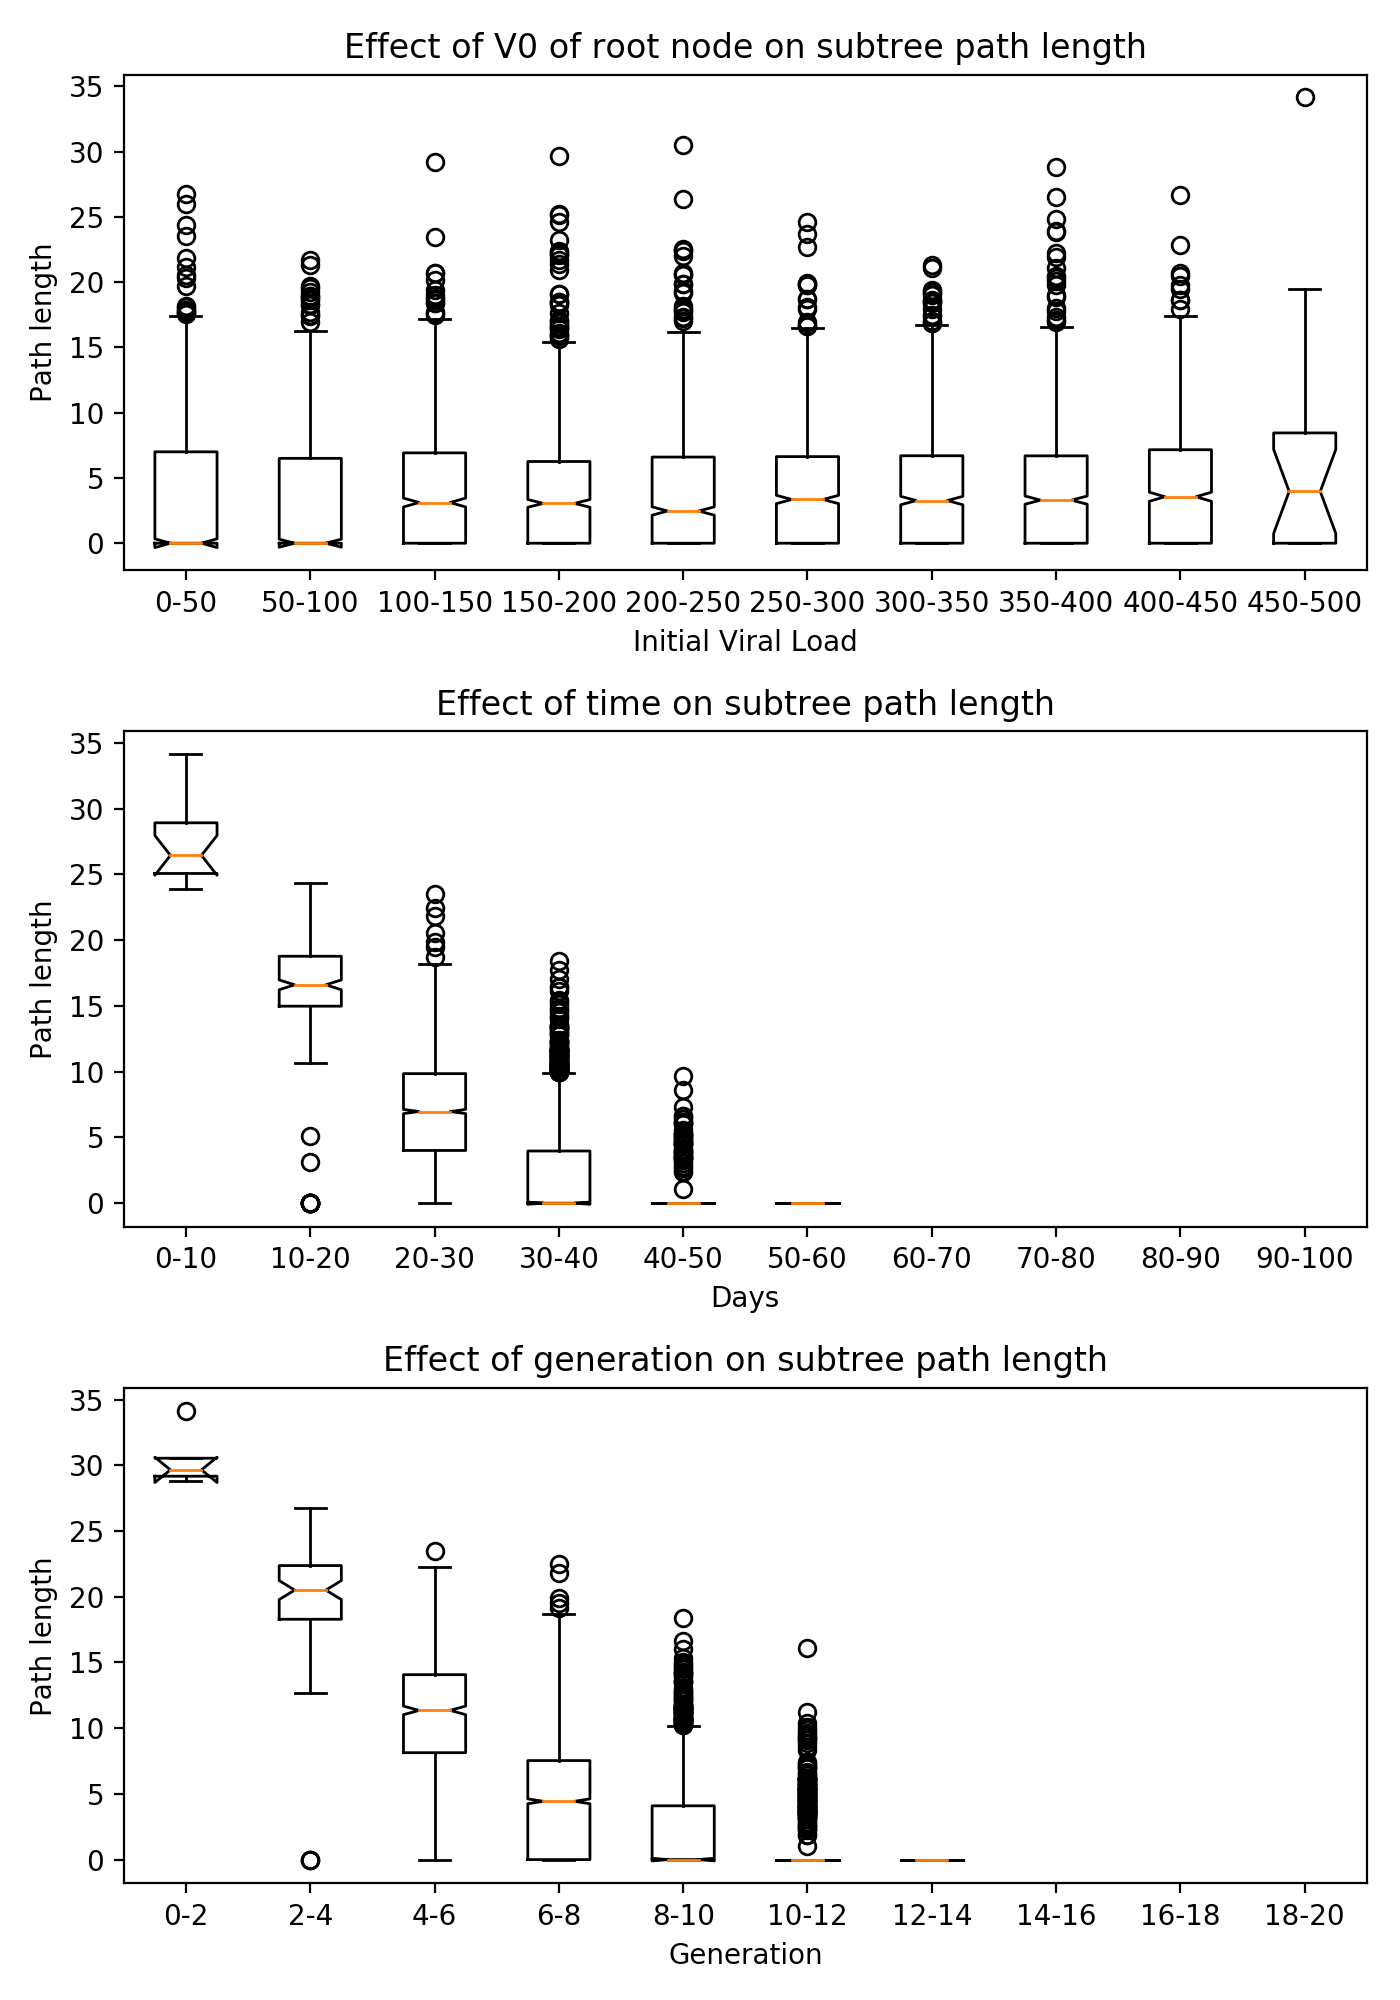 Effect of V0 of root node on subtree path length
35
30
25
20
15
10
5
0
Path length
0-50 50-100 100-150 150-200 200-250 250-300 300-350 350-400 400-450 450-500
Initial Viral Load
Effect of time on subtree path length
35
30
25
20
15
10
5
0
Path length
0-10 10-20 20-30 30-40 40-50 50-60 60-70 70-80 80-90 90-100
Days
Effect of generation on subtree path length
35
30
25
20
15
10
5
0
Path length
0-2 2-4 4-6 6-8 8-10 10-12 12-14 14-16 16-18 18-20
Generation